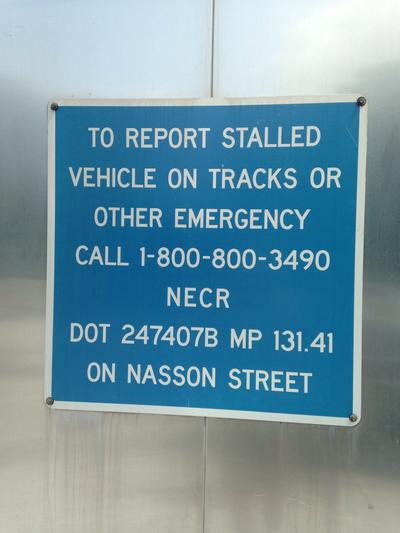 TO REPORT STALLED
VEHICLE ON TRACKS OR
OTHER EMERGENCY
CALL 1-800-800-3490
NECR
DOT 247407B MP 131.41
ON NASSON STREET